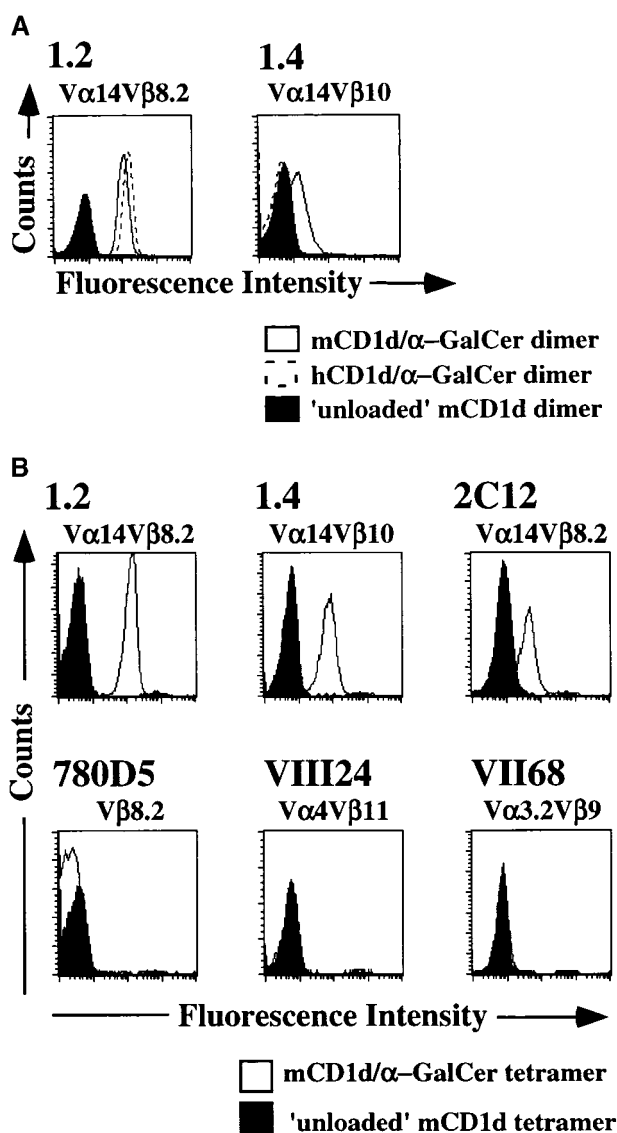 A
1.2
1.4
Vα14Vβ8.2
Vα14Vβ10
Counts
Fluorescence Intensity
mCD1d/α–GalCer dimer
hCD1d/α–GalCer dimer
'unloaded' mCD1d dimer
B
1.2
1.4
2C12
Vα14Vβ8.2
Vα14Vβ10
Vα14Vβ8.2
Counts
780D5
VIII24
VII68
Vβ8.2
Vα4Vβ11
Vα3.2Vβ9
Fluorescence Intensity
mCD1d/α–GalCer tetramer
'unloaded' mCD1d tetramer